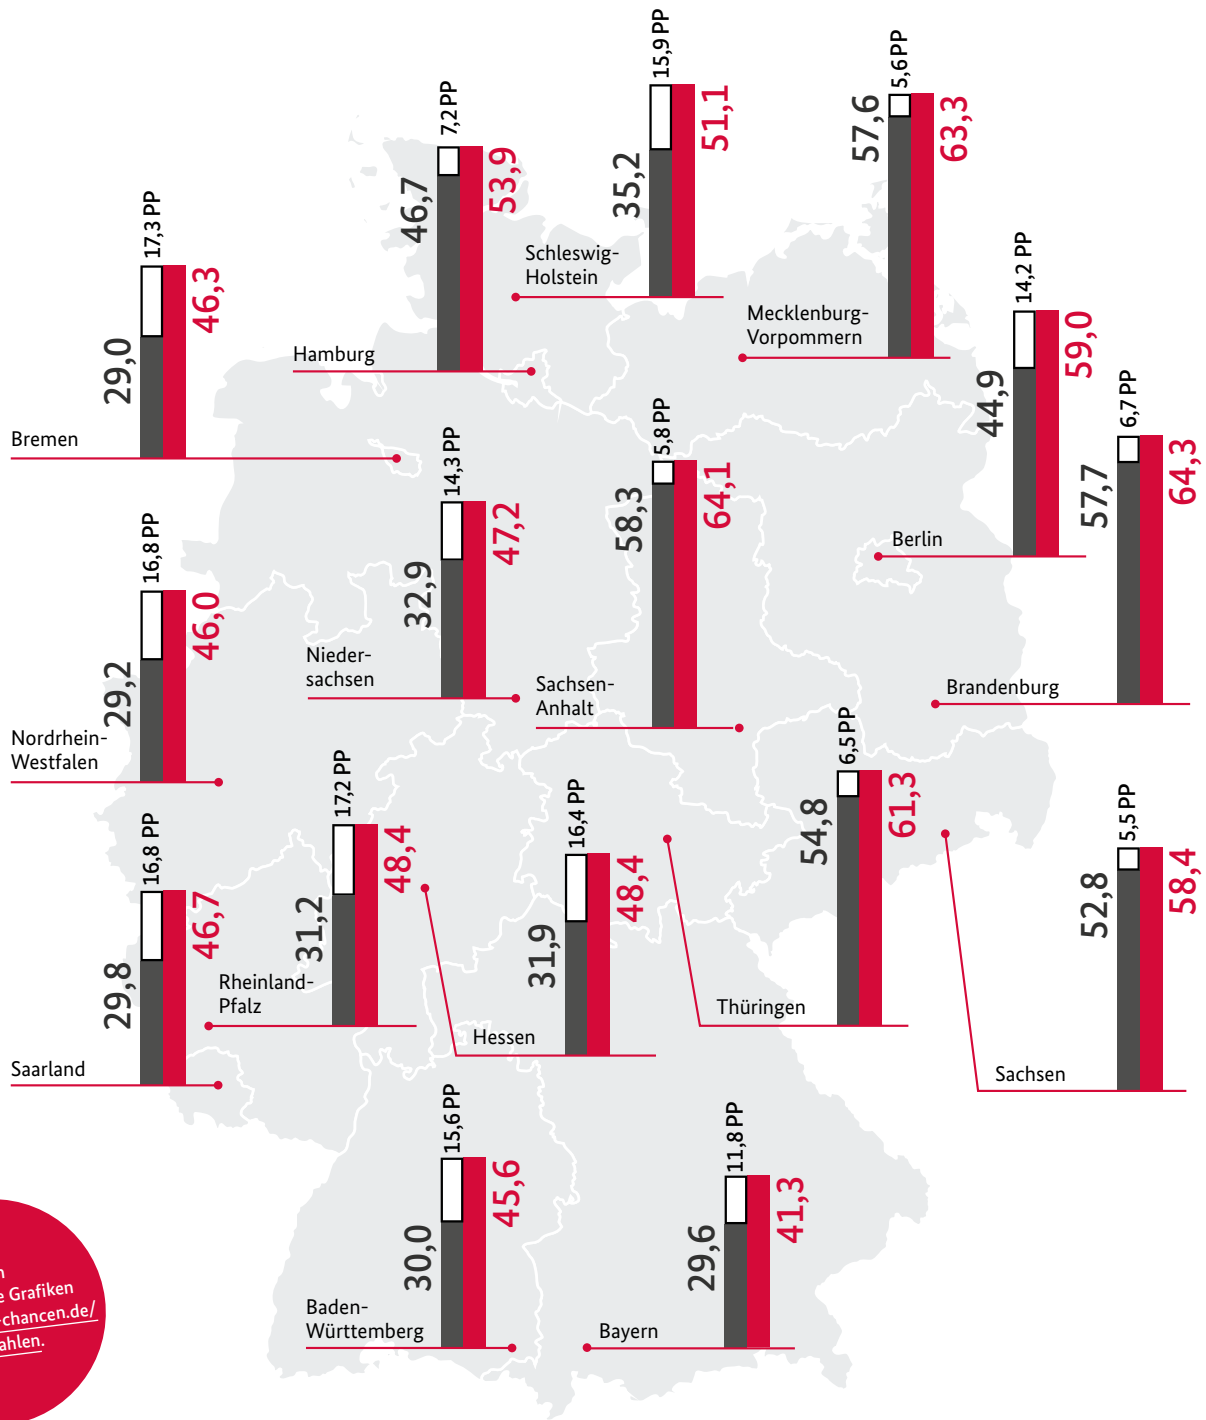 15,9 PP
35,2
51,1
Schleswig-
Holstein
5,6 PP
57,6
63,3
Mecklenburg-
Vorpommern
7,2 PP
46,7
53,9
Hamburg
17,3 PP
29,0
46,3
Bremen
14,2 PP
44,9
59,0
Berlin
6,7 PP
57,7
64,3
Brandenburg
14,3 PP
32,9
47,2
Nieder-
sachsen
5,8 PP
58,3
64,1
Sachsen-
Anhalt
16,8 PP
29,2
46,0
Nordrhein-
Westfalen
16,8 PP
29,8
46,7
Saarland
17,2 PP
31,2
48,4
Rheinland-
Pfalz
16,4 PP
31,9
48,4
Hessen
6,5 PP
54,8
61,3
Thüringen
5,5 PP
52,8
58,4
Sachsen
15,6 PP
30,0
45,6
Baden-
Württemberg
11,8 PP
29,6
41,3
Bayern
n
e Grafiken
-chancen.de/
ahlen.